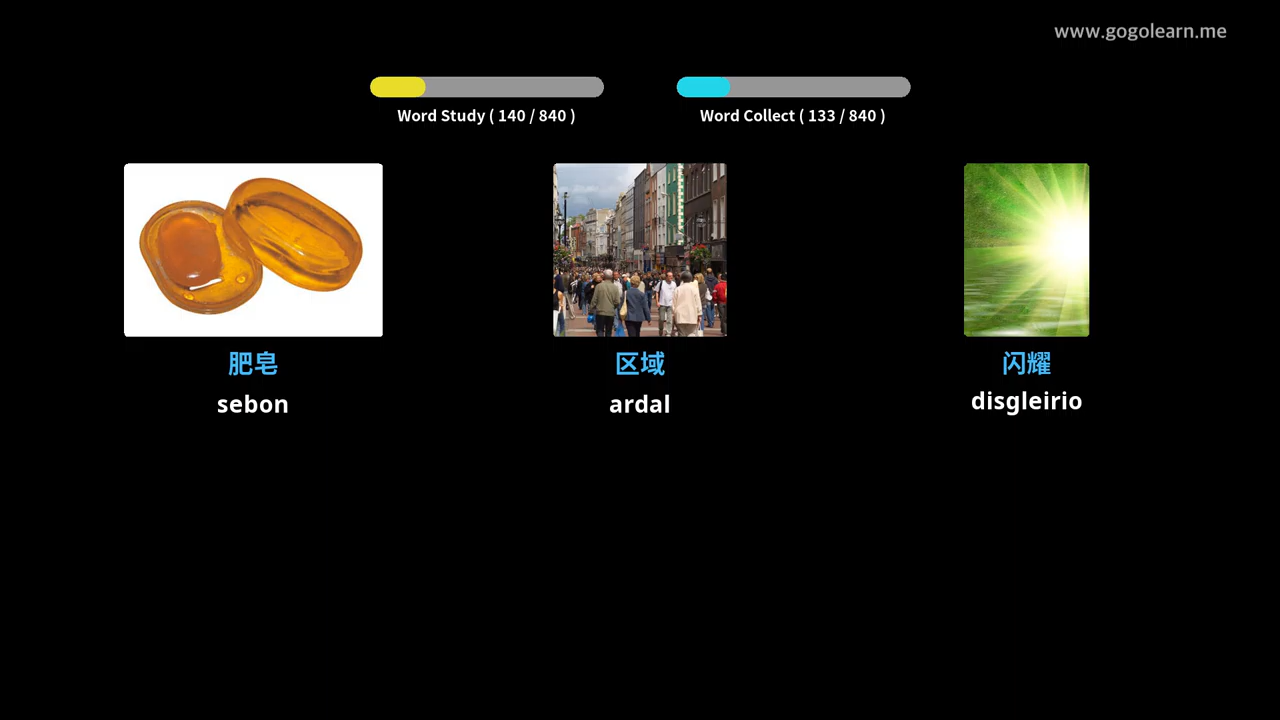 www.gogolearn.me
Word Study ( 140 / 840 )
Word Collect ( 133 / 840 )
肥皂
区域
闪耀
sebon
ardal
disgleirio